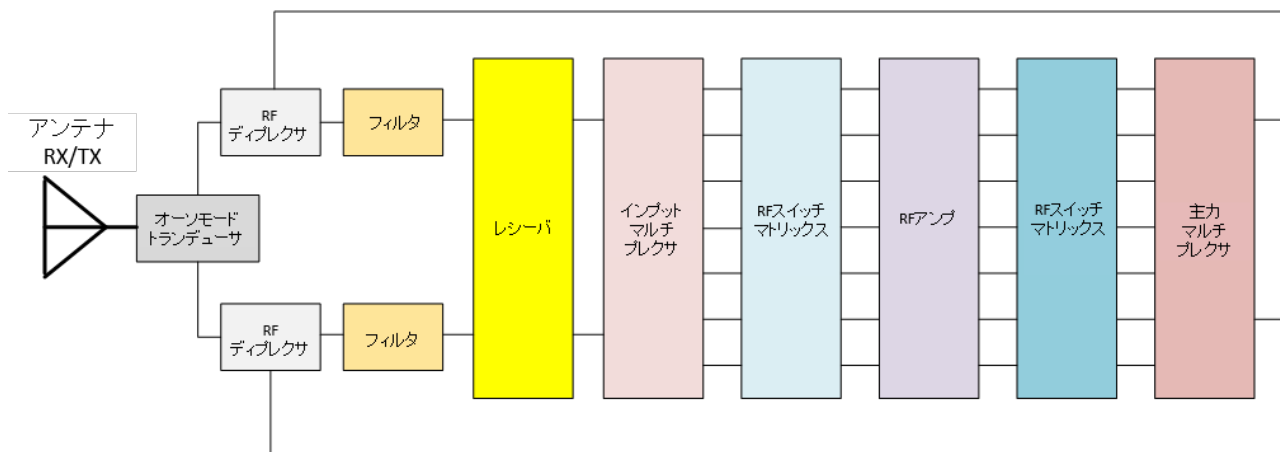 アンテナ
RX/TX
オーソモード
トランデューサ
RF
ディプレクサ
フィルタ
RF
ディプレクサ
フィルタ
レシーバ
インプット
マルチ
プレクサ
RFスイッチ
マトリックス
RFアンプ
RFスイッチ
マトリックス
主力
マルチ
プレクサ